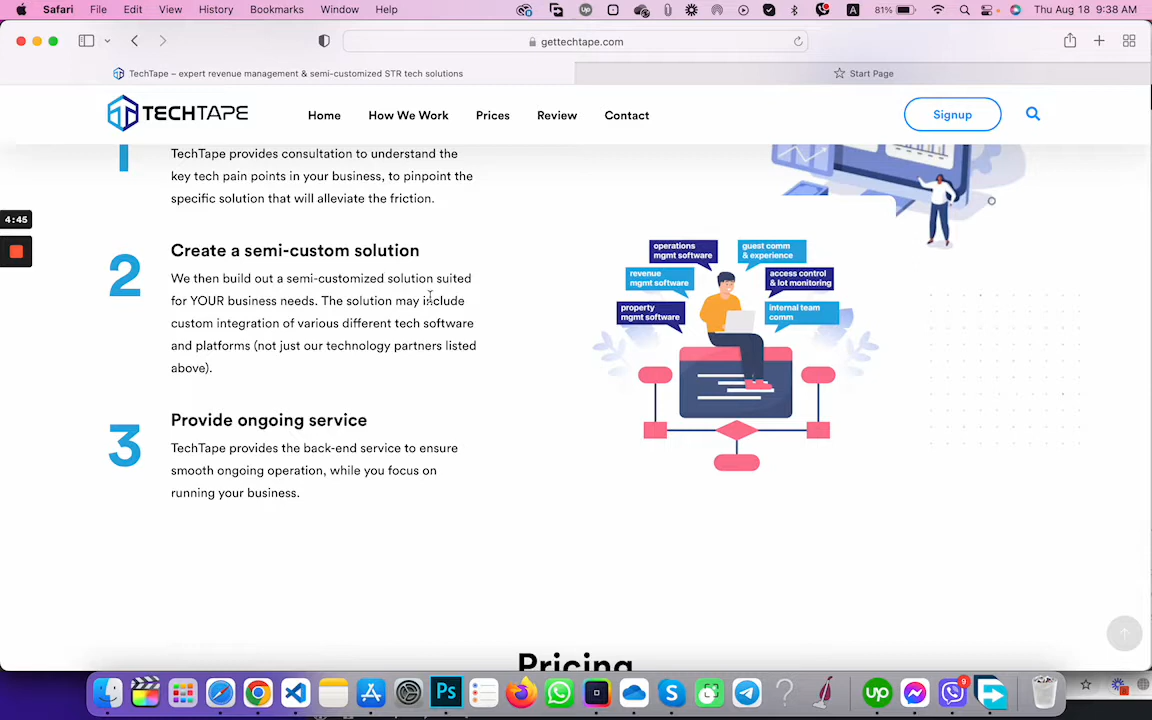 Safari File Edit View History Bookmarks Window Help 81% Thu Aug 18 9:38 AM
gettechtape.com
TechTape – expert revenue management & semi-customized STR tech solutions
Start Page
TECHTAPE
Home How We Work Prices Review Contact
Signup
1
TechTape provides consultation to understand the
key tech pain points in your business, to pinpoint the
specific solution that will alleviate the friction.
4:45
2
Create a semi-custom solution
We then build out a semi-customized solution suited
for YOUR business needs. The solution may include
custom integration of various different tech software
and platforms (not just our technology partners listed
above).
operations
mgmt software
guest comm
& experience
revenue
mgmt software
access control
& lot monitoring
property
mgmt software
internal team
comm
3
Provide ongoing service
TechTape provides the back-end service to ensure
smooth ongoing operation, while you focus on
running your business.
Pricing
Ps
up
9